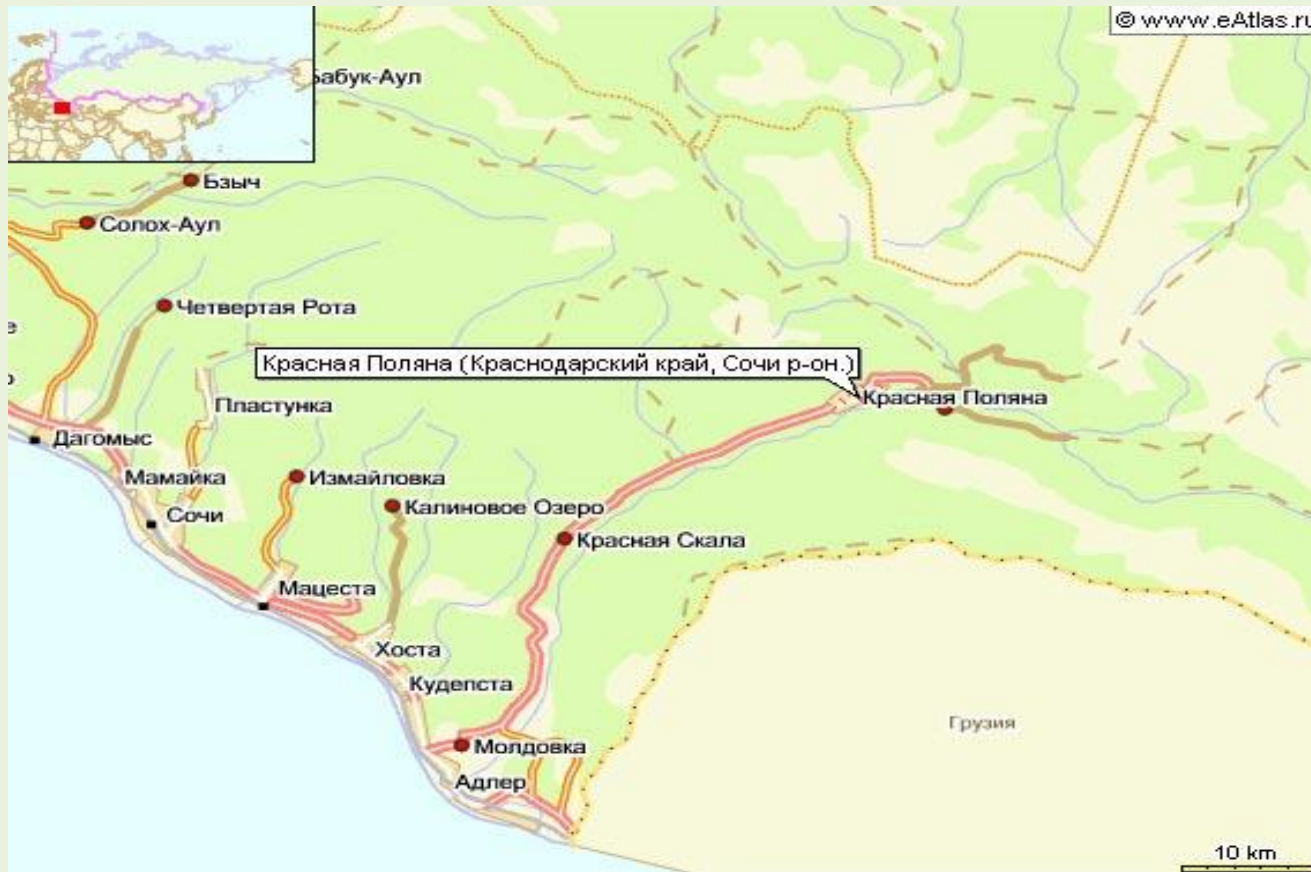 © www.eAtlas.ru
Бабук-Аул
Бзыч
Солох-Аул
Четвертая Рота
Красная Поляна (Краснодарский край, Сочи р-он.)
Красная Поляна
Пластунка
Дагомыс
Мамайка
Измайловка
Калиновое Озеро
Сочи
Красная Скала
Мацеста
Хоста
Кудепста
Грузия
Молдовка
Адлер
10 km